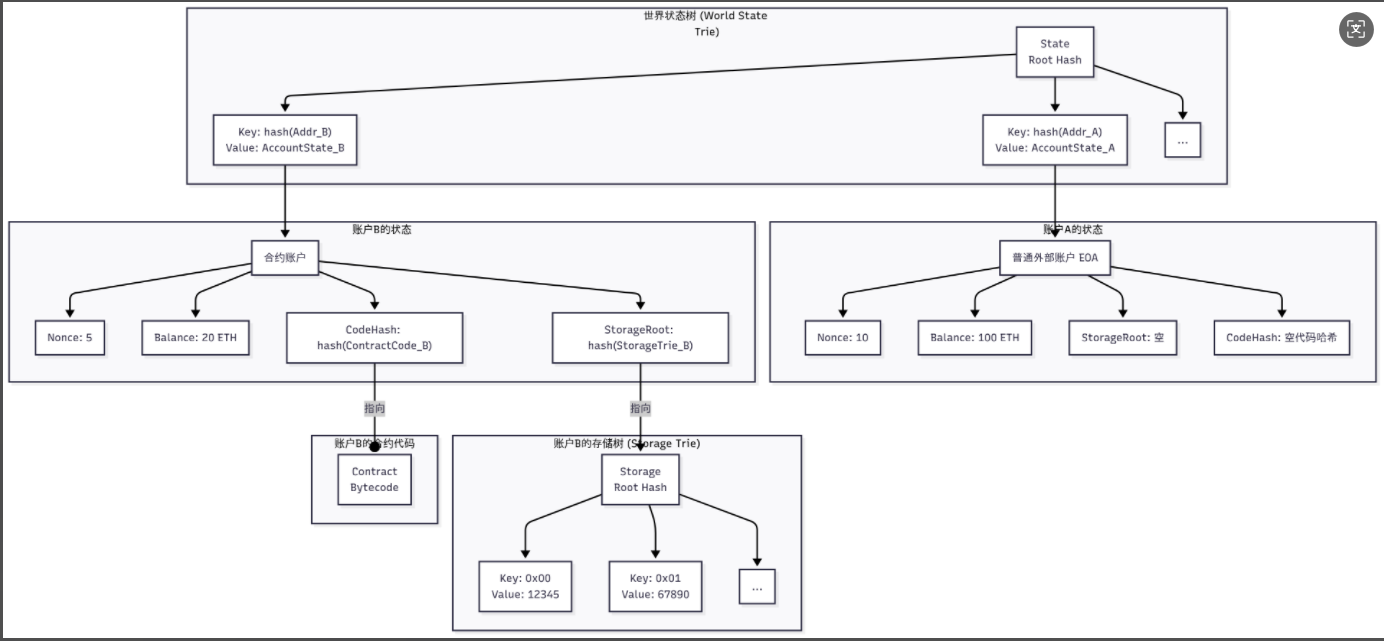 世界状态树 (World State
Trie)
State
Root Hash
Key: hash(Addr_B)
Value: AccountState_B
Key: hash(Addr_A)
Value: AccountState_A
...
账户B的状态
合约账户
Nonce: 5
Balance: 20 ETH
CodeHash:
hash(ContractCode_B)
StorageRoot:
hash(StorageTrie_B)
账户A的状态
普通外部账户 EOA
Nonce: 10
Balance: 100 ETH
StorageRoot: 空
CodeHash: 空代码哈希
指向
指向
账户B的合约代码
Contract
Bytecode
账户B的存储树 (Storage Trie)
Storage
Root Hash
Key: 0x00
Value: 12345
Key: 0x01
Value: 67890
...
文